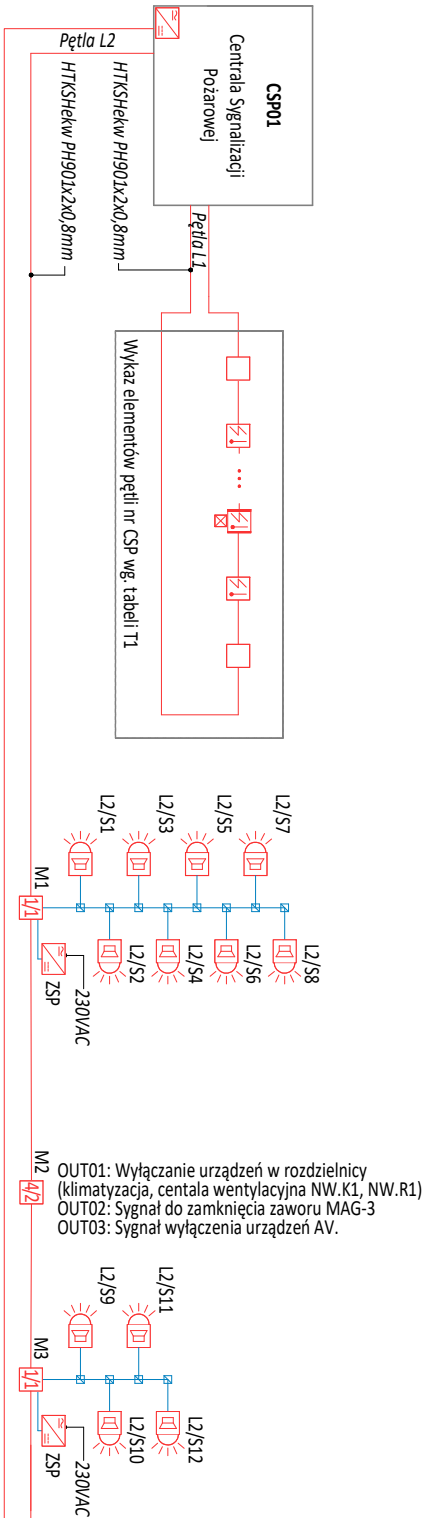 CSP01
Centrala Sygnalizacji
Pożarowej
Pętla L2
Pętla L1
HTKSHekw PH901x2x0,8mm
HTKSHekw PH901x2x0,8mm
Wykaz elementów pętli nr CSP wg. tabeli T1
L2/S7
L2/S5
L2/S3
L2/S1
L2/S8
L2/S6
L2/S4
L2/S2
M1
1/1
ZSP
230VAC
M2
4/2
OUT01: Wyłączanie urządzeń w rozdzielnicy
(klimatyzacja, centala wentylacyjna NW.K1, NW.R1)
OUT02: Sygnał do zamknięcia zaworu MAG-3
OUT03: Sygnał wyłączenia urządzeń AV.
L2/S11
L2/S9
L2/S12
L2/S10
M3
1/1
ZSP
230VAC